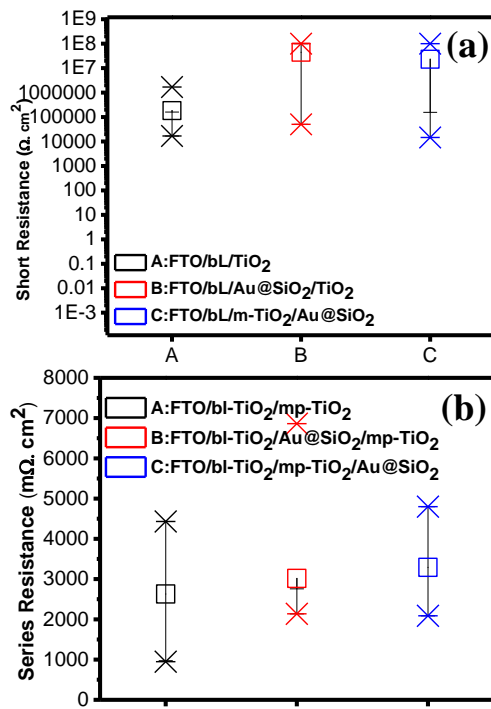 1E9
(a)
1E8
1E7
1000000
100000
10000
1000
100
10
1
0.1
0.01
1E-3
Short Resistance (Ω. cm²)
A:FTO/bL/TiO₂
B:FTO/bL/Au@SiO₂/TiO₂
C:FTO/bL/m-TiO₂/Au@SiO₂
A B C
8000
(b)
7000
6000
5000
4000
3000
2000
1000
0
Series Resistance (mΩ. cm²)
A:FTO/bl-TiO₂/mp-TiO₂
B:FTO/bl-TiO₂/Au@SiO₂/mp-TiO₂
C:FTO/bl-TiO₂/mp-TiO₂/Au@SiO₂